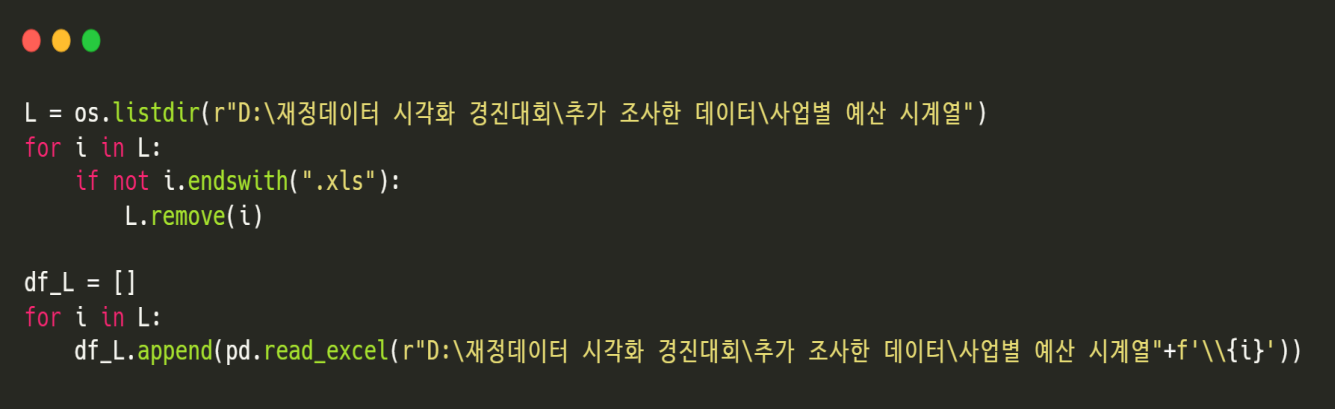 L = os.listdir(r"D:\재정데이터 시각화 경진대회\추가 조사한 데이터\사업별 예산 시계열")
for i in L:
    if not i.endswith(".xls"):
        L.remove(i)

df_L = []
for i in L:
    df_L.append(pd.read_excel(r"D:\재정데이터 시각화 경진대회\추가 조사한 데이터\사업별 예산 시계열"+f'\\{i}'))